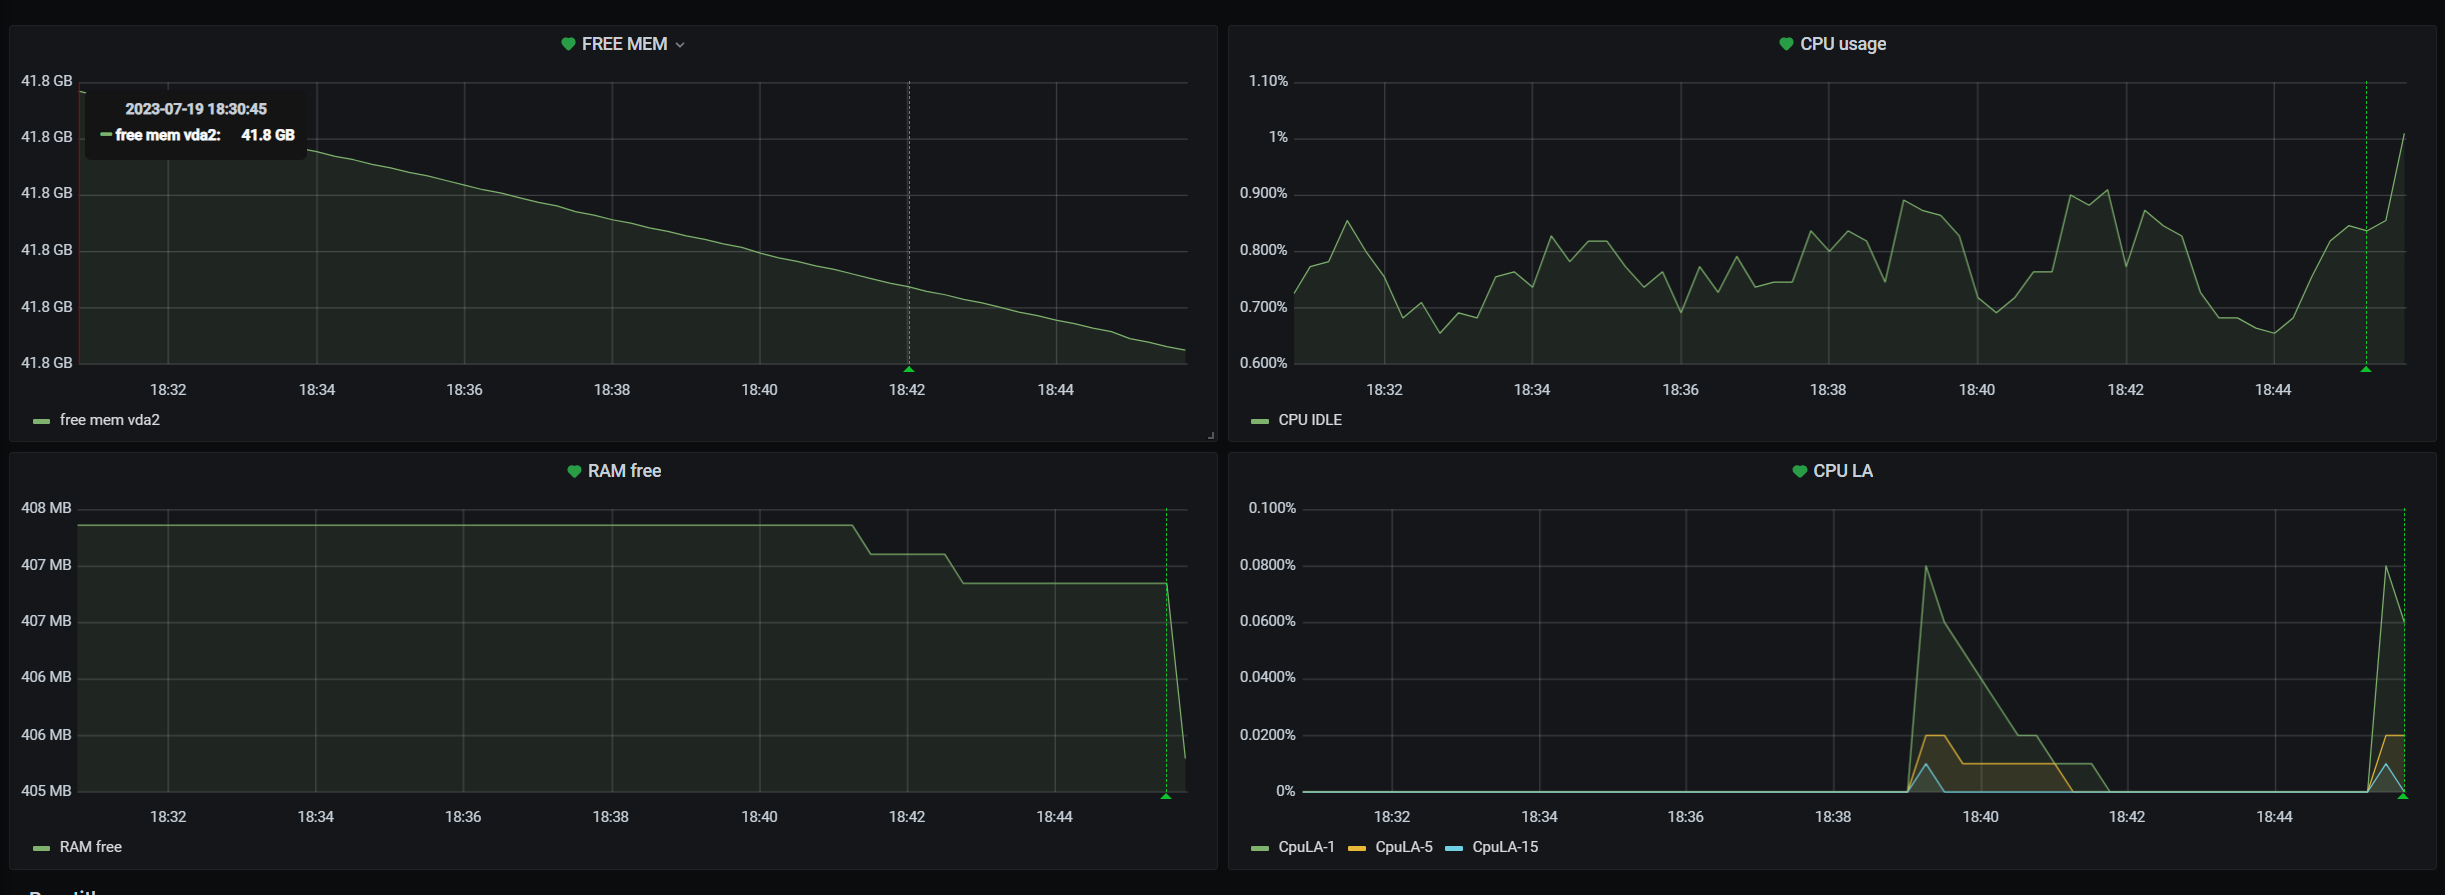 FREE MEM
41.8 GB
41.8 GB
41.8 GB
41.8 GB
41.8 GB
41.8 GB
2023-07-19 18:30:45
free mem vda2: 41.8 GB
18:32 18:34 18:36 18:38 18:40 18:42 18:44
free mem vda2
CPU usage
1.10%
1%
0.900%
0.800%
0.700%
0.600%
18:32 18:34 18:36 18:38 18:40 18:42 18:44
CPU IDLE
RAM free
408 MB
407 MB
407 MB
406 MB
406 MB
405 MB
18:32 18:34 18:36 18:38 18:40 18:42 18:44
RAM free
CPU LA
0.100%
0.0800%
0.0600%
0.0400%
0.0200%
0%
18:32 18:34 18:36 18:38 18:40 18:42 18:44
CpuLA-1 CpuLA-5 CpuLA-15